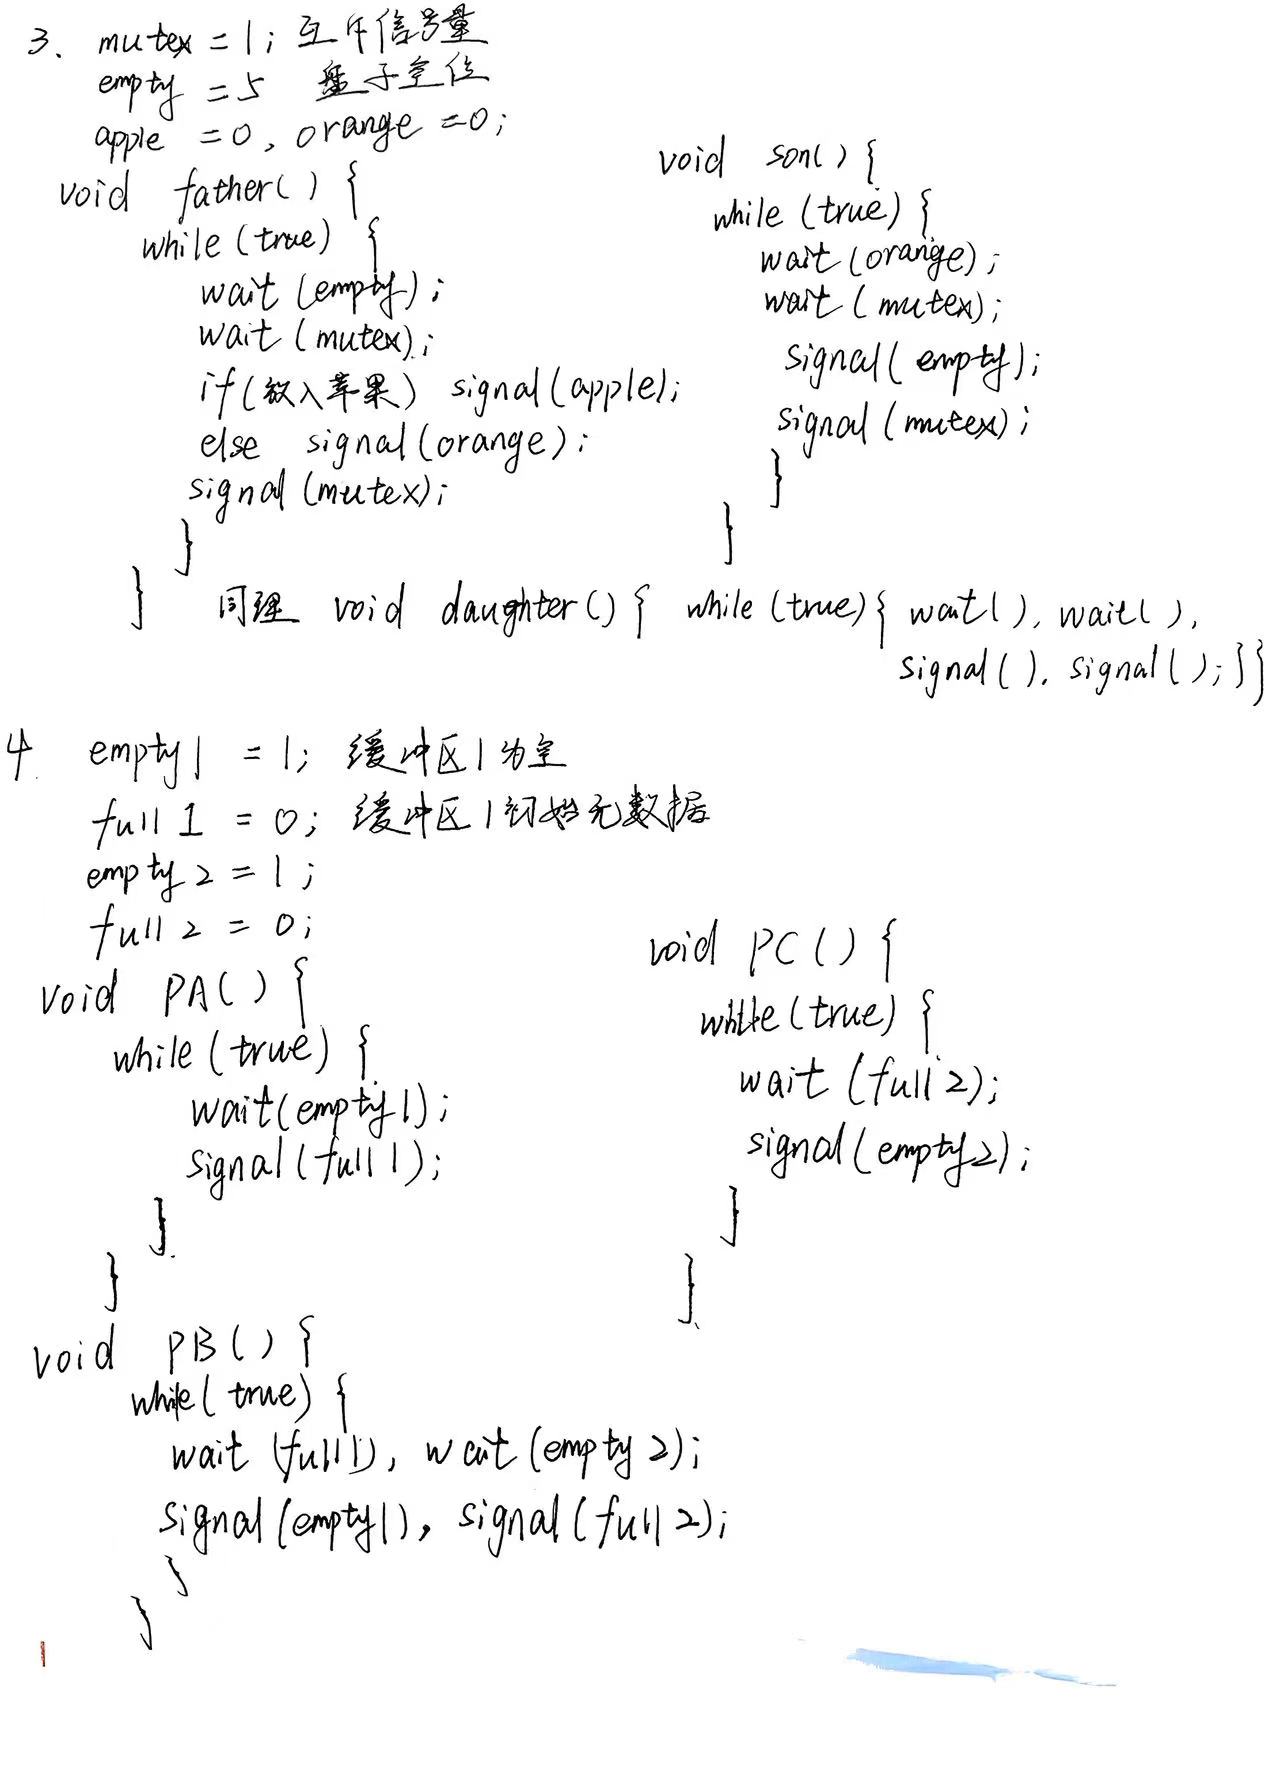 3. mutex = 1; 互斥信号量
empty = 5 盘子空位
apple = 0, orange = 0;
void father() {
while (true) {
wait (empty);
wait (mutex);
if (放入苹果) signal (apple);
else signal (orange);
signal (mutex);
}
}
void son() {
while (true) {
wait (orange);
wait (mutex);
signal (empty);
signal (mutex);
}
}
同理 void daughter() { while (true) { wait(), wait(),
signal(), signal(); }}
4. empty1 = 1; 缓冲区1为空
full1 = 0; 缓冲区1初始无数据
empty2 = 1;
full2 = 0;
void PA() {
while (true) {
wait (empty1);
signal (full1);
}
}
void PC() {
while (true) {
wait (full2);
signal (empty2);
}
}
void PB() {
while (true) {
wait (full1), wait (empty2);
signal (empty1), signal (full2);
}
}